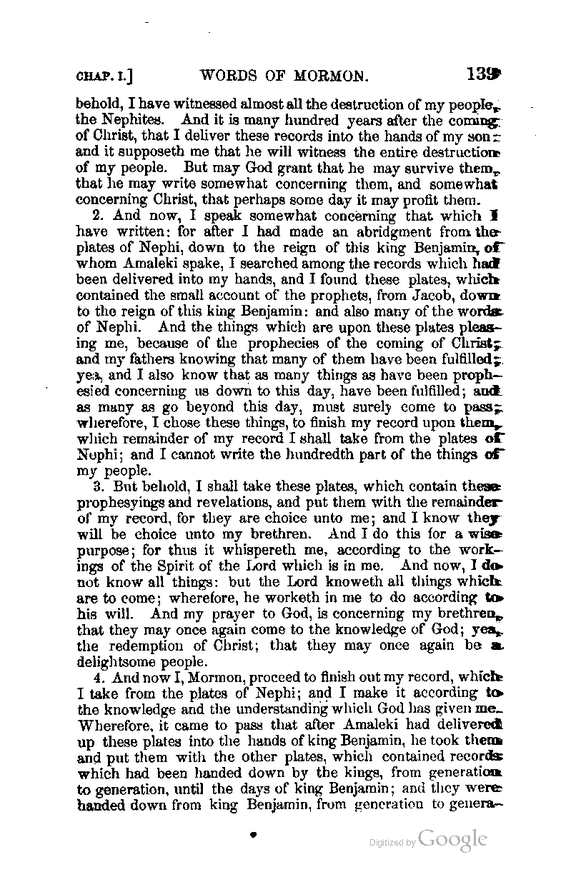 CHAP. I.] WORDS OF MORMON. 139
behold, I have witnessed almost all the destruction of my people,
the Nephites. And it is many hundred years after the coming
of Christ, that I deliver these records into the hands of my son:
and it supposeth me that he will witness the entire destruction
of my people. But may God grant that he may survive them,
that he may write somewhat concerning them, and somewhat
concerning Christ, that perhaps some day it may profit them.
2. And now, I speak somewhat concerning that which I
have written: for after I had made an abridgment from the
plates of Nephi, down to the reign of this king Benjamin, of
whom Amaleki spake, I searched among the records which had
been delivered into my hands, and I found these plates, which
contained the small account of the prophets, from Jacob, down
to the reign of this king Benjamin: and also many of the words
of Nephi. And the things which are upon these plates pleas-
ing me, because of the prophecies of the coming of Christ;
and my fathers knowing that many of them have been fulfilled;
yea, and I also know that as many things as have been proph-
esied concerning us down to this day, have been fulfilled; and
as many as go beyond this day, must surely come to pass;
wherefore, I chose these things, to finish my record upon them,
which remainder of my record I shall take from the plates of
Nephi; and I cannot write the hundredth part of the things of
my people.
3. But behold, I shall take these plates, which contain these
prophesyings and revelations, and put them with the remainder
of my record, for they are choice unto me; and I know they
will be choice unto my brethren. And I do this for a wise
purpose; for thus it whispereth me, according to the work-
ings of the Spirit of the Lord which is in me. And now, I do
not know all things: but the Lord knoweth all things which
are to come; wherefore, he worketh in me to do according to
his will. And my prayer to God, is concerning my brethren,
that they may once again come to the knowledge of God; yea,
the redemption of Christ; that they may once again be a
delightsome people.
4. And now I, Mormon, proceed to finish out my record, which
I take from the plates of Nephi; and I make it according to
the knowledge and the understanding which God has given me.
Wherefore, it came to pass that after Amaleki had delivered
up these plates into the hands of king Benjamin, he took them
and put them with the other plates, which contained records
which had been handed down by the kings, from generation
to generation, until the days of king Benjamin; and they were
handed down from king Benjamin, from generation to genera-
Digitized by Google